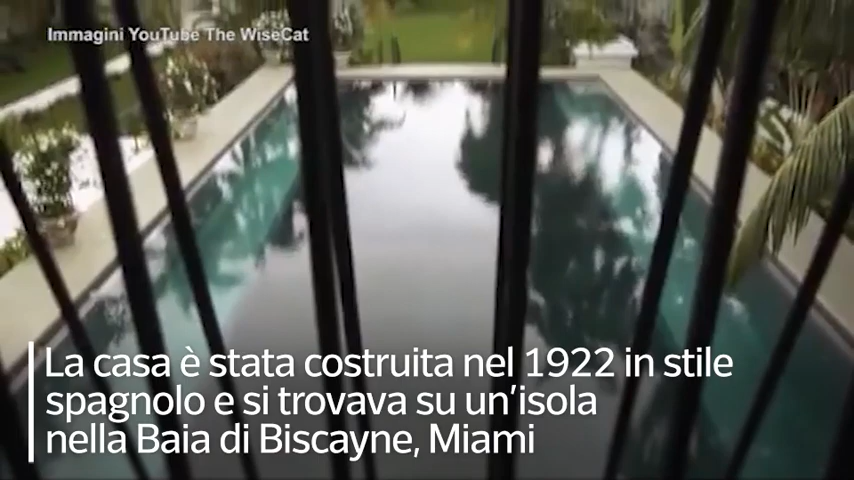 Immagini YouTube The WiseCat
La casa è stata costruita nel 1922 in stile
spagnolo e si trovava su un’isola
nella Baia di Biscayne, Miami